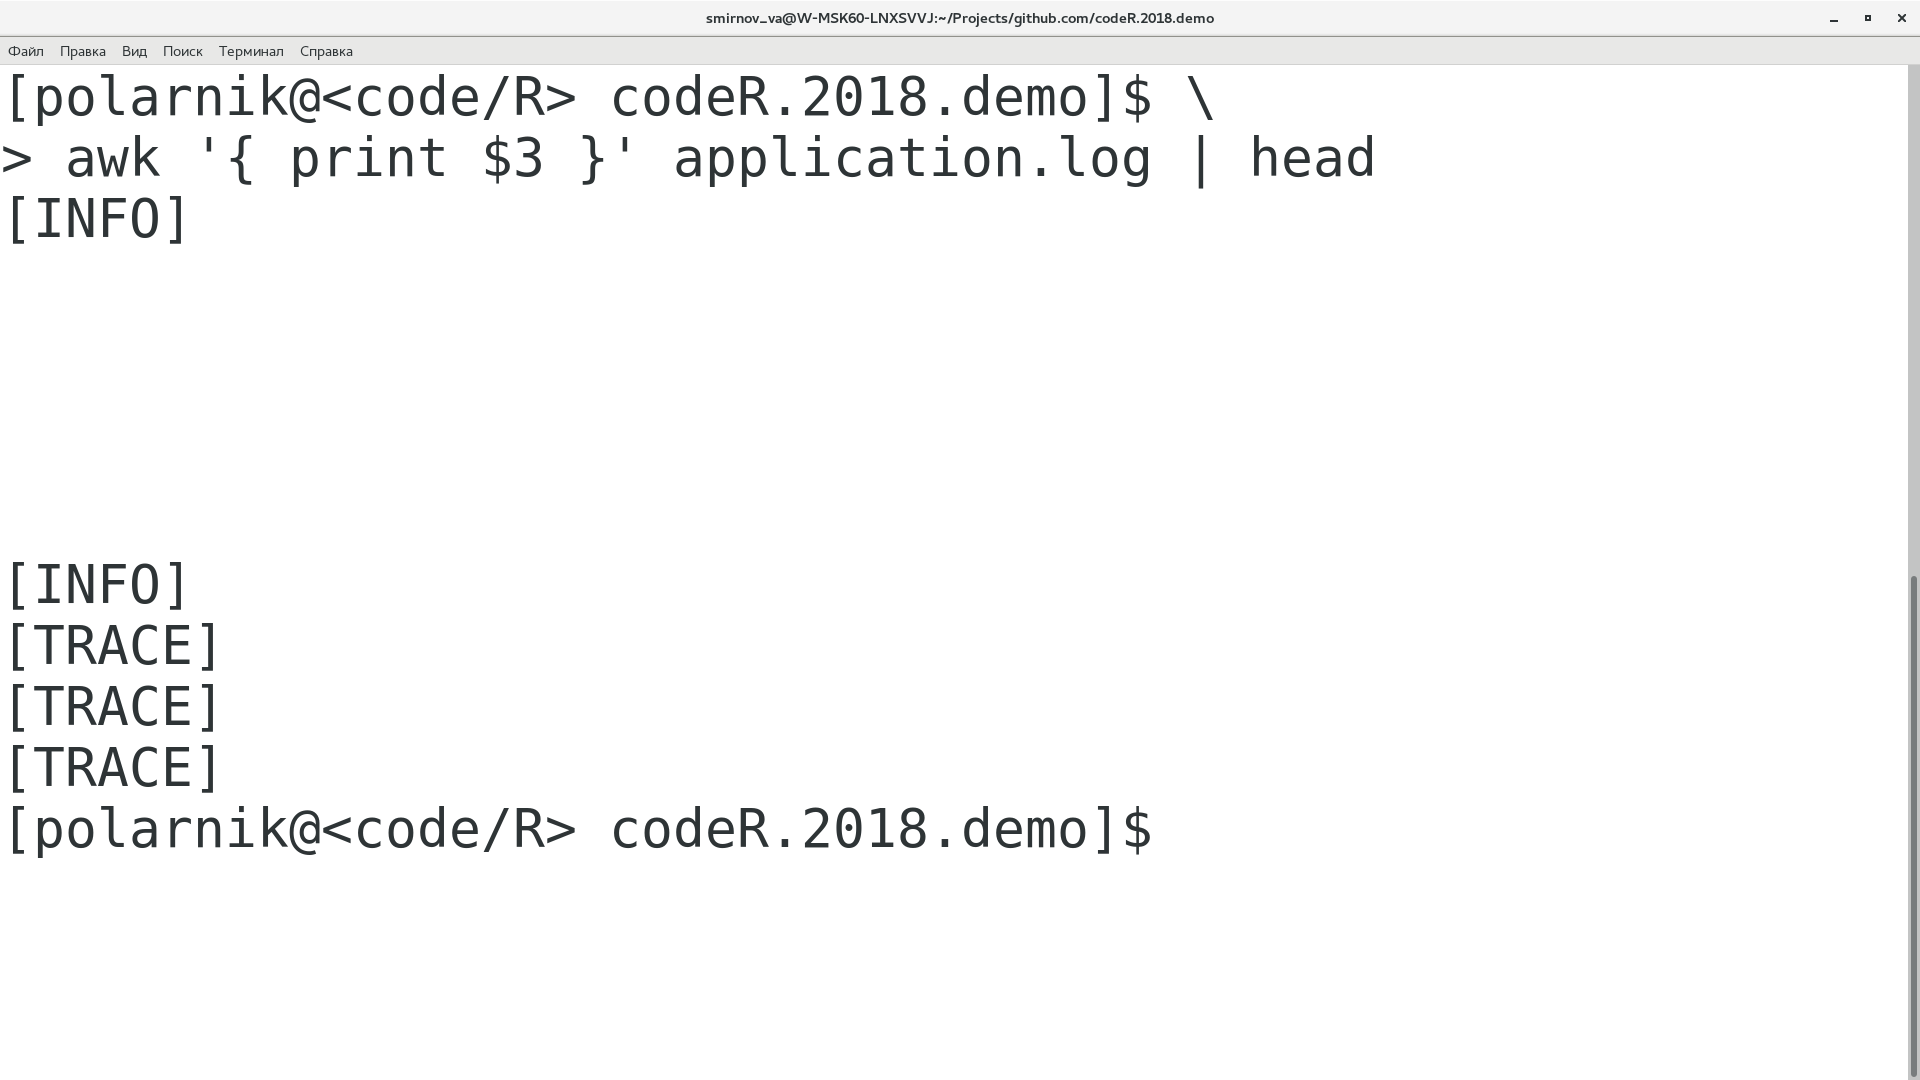 smirnov_va@W-MSK60-LNXSVVJ:~/Projects/github.com/codeR.2018.demo
Файл Правка Вид Поиск Терминал Справка
[polarnik@<code/R> codeR.2018.demo]$ \
> awk '{ print $3 }' application.log | head
[INFO]
[INFO]
[TRACE]
[TRACE]
[TRACE]
[polarnik@<code/R> codeR.2018.demo]$